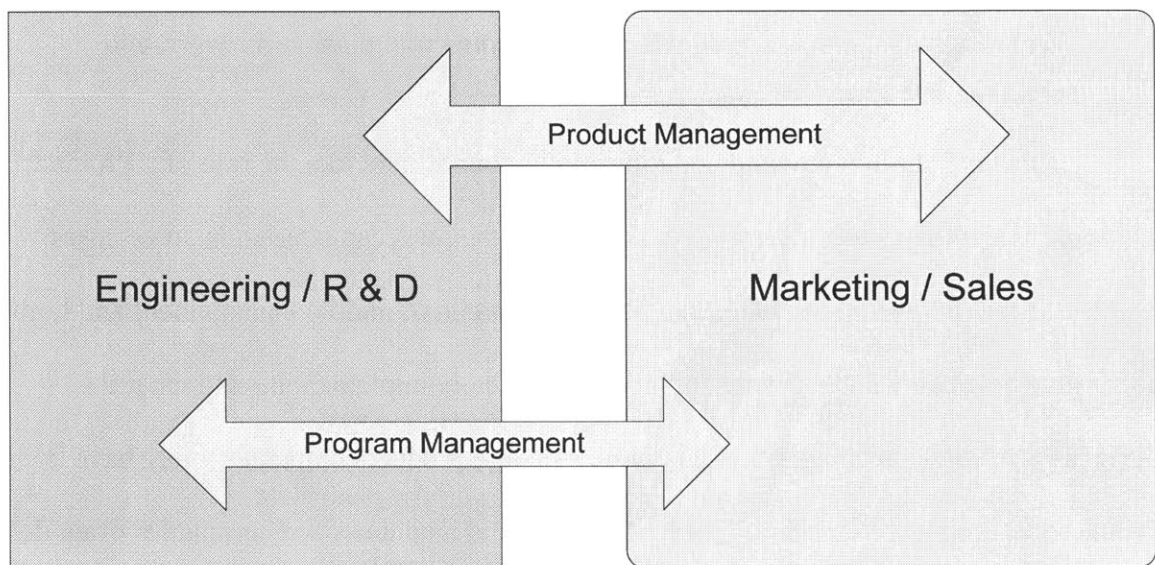 Product Management
Engineering / R & D
Marketing / Sales
Program Management